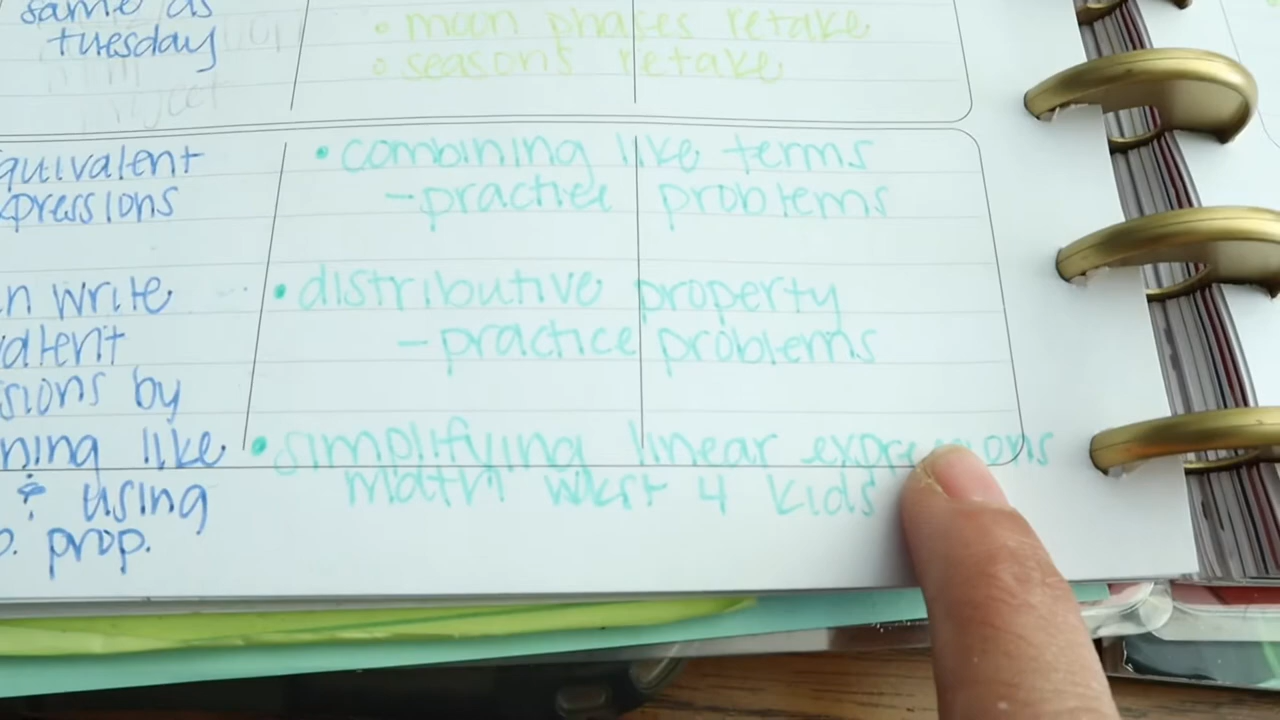 same as
tuesday
• moon phases retake
o seasons retake
quivalent
pressions
n write
alent
sions by
ning like
& using
. prop.
• combining like terms
- practice problems
• distributive property
- practice problems
• simplifying linear expressions
math wkst 4 kids